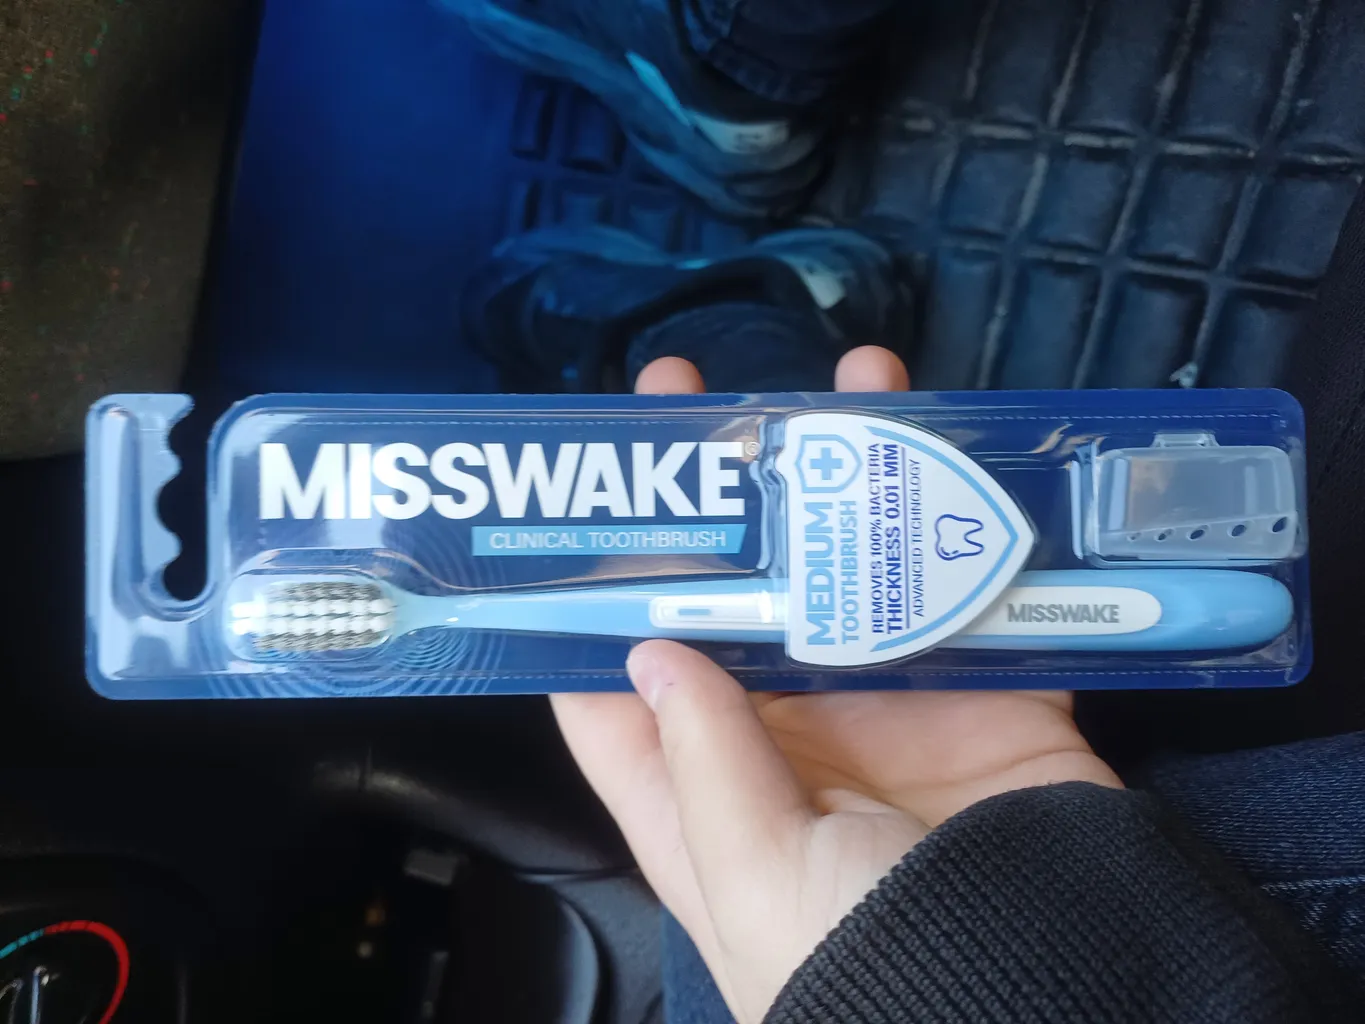 MISSWAKE®
CLINICAL TOOTHBRUSH
MEDIUM
TOOTHBRUSH
REMOVES 100% BACTERIA
THICKNESS 0.01 MM
ADVANCED TECHNOLOGY
MISSWAKE